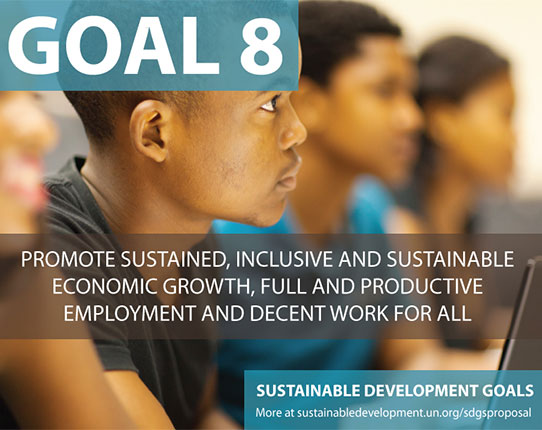 GOAL 8
PROMOTE SUSTAINED, INCLUSIVE AND SUSTAINABLE
ECONOMIC GROWTH, FULL AND PRODUCTIVE
EMPLOYMENT AND DECENT WORK FOR ALL
SUSTAINABLE DEVELOPMENT GOALS
More at sustainabledevelopment.un.org/sdgsproposal